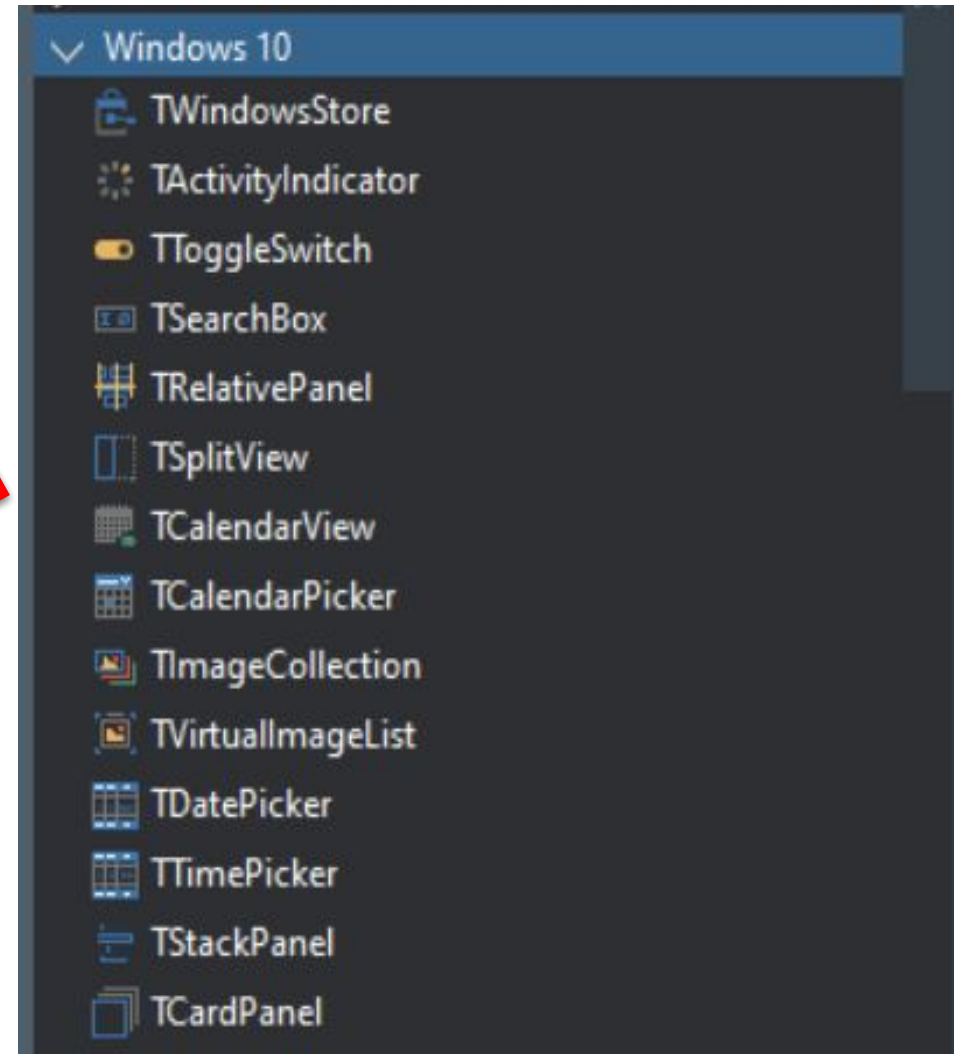 Windows 10
TWindowsStore
TActivityIndicator
TToggleSwitch
TSearchBox
TRelativePanel
TSplitView
TCalendarView
TCalendarPicker
TImageCollection
TVirtualImageList
TDatePicker
TTimePicker
TStackPanel
TCardPanel